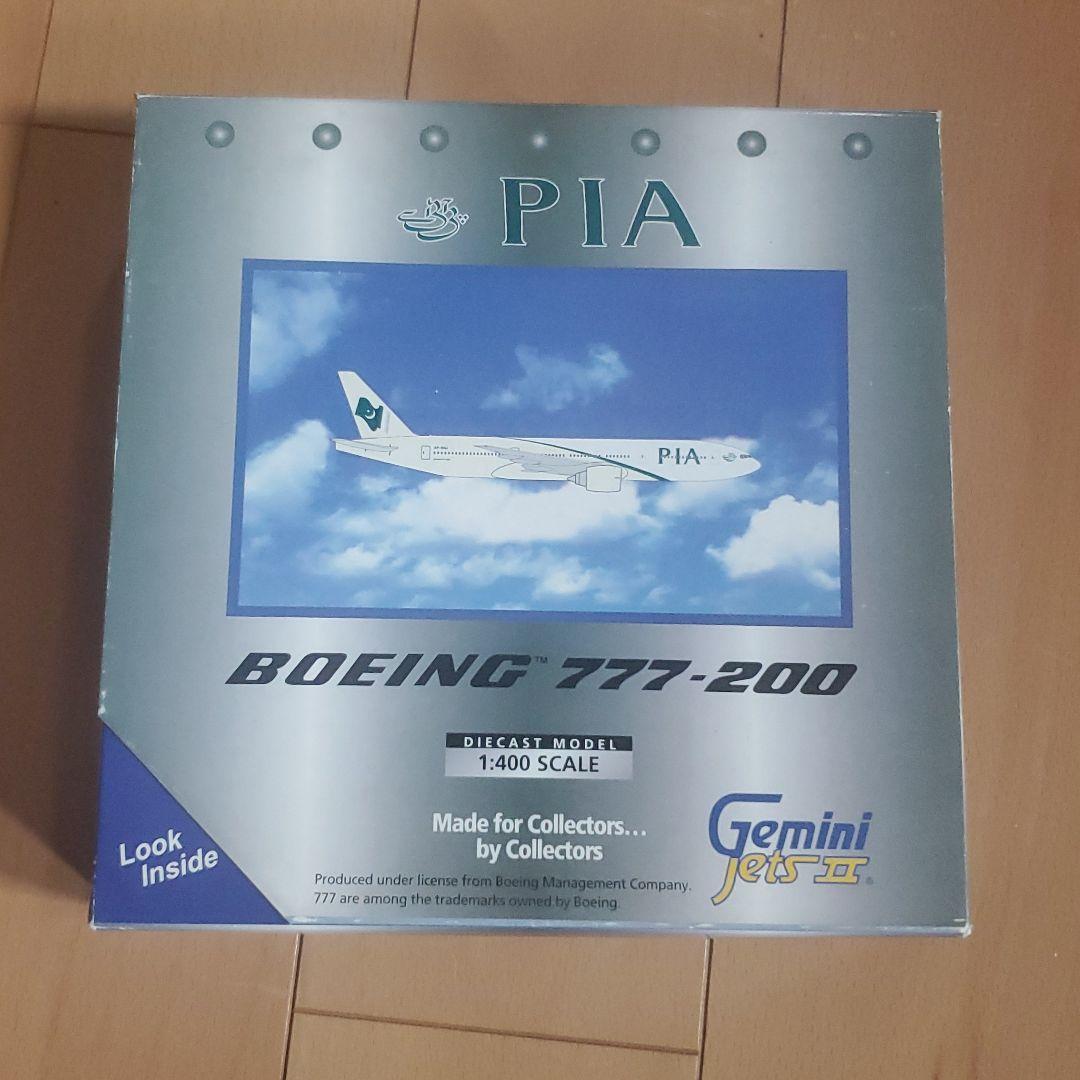 PIA
PIA
BOEING™ 777-200
DIECAST MODEL
1:400 SCALE
Made for Collectors...
by Collectors
Gemini
Jets II®
Look
Inside
Produced under license from Boeing Management Company.
777 are among the trademarks owned by Boeing.